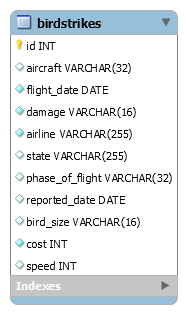 birdstrikes
id INT
aircraft VARCHAR(32)
flight_date DATE
damage VARCHAR(16)
airline VARCHAR(255)
state VARCHAR(255)
phase_of_flight VARCHAR(32)
reported_date DATE
bird_size VARCHAR(16)
cost INT
speed INT
Indexes